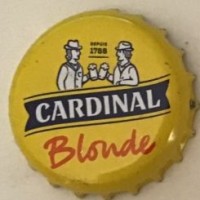 DEPUIS
1788
CARDINAL
Blonde